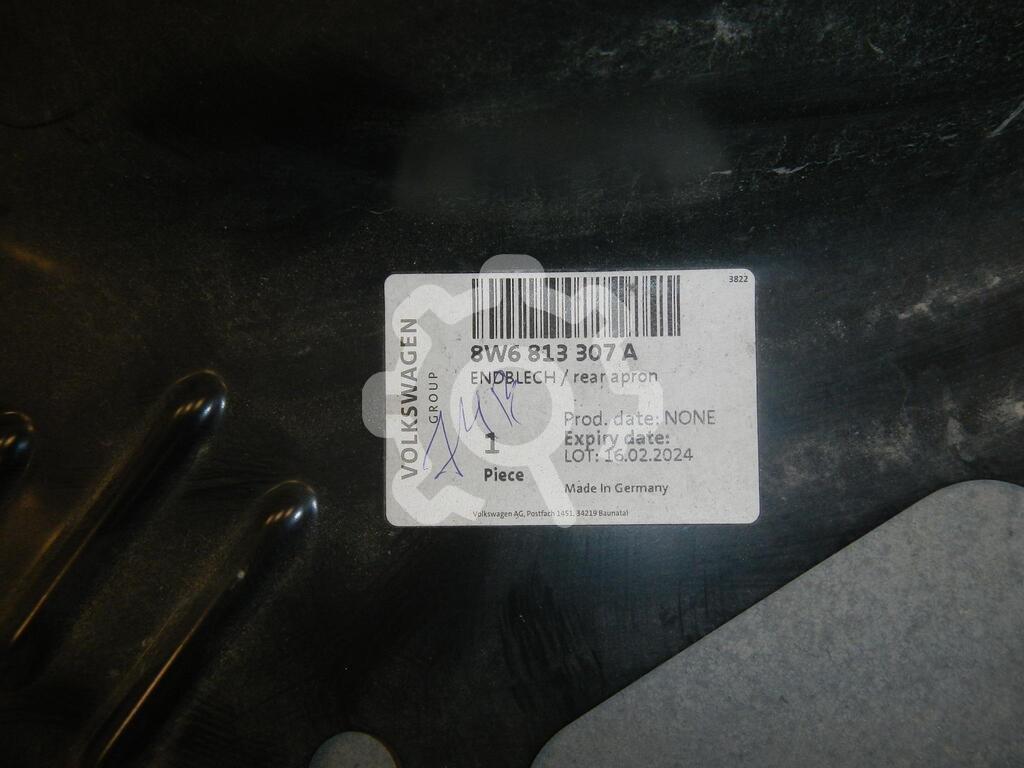 3822
VOLKSWAGEN
GROUP
8W6 813 307 A
ENDBLECH / rear apron
1
Piece
Prod. date: NONE
Expiry date:
LOT: 16.02.2024
Made In Germany
Volkswagen AG, Postfach 1451, 34219 Baunatal